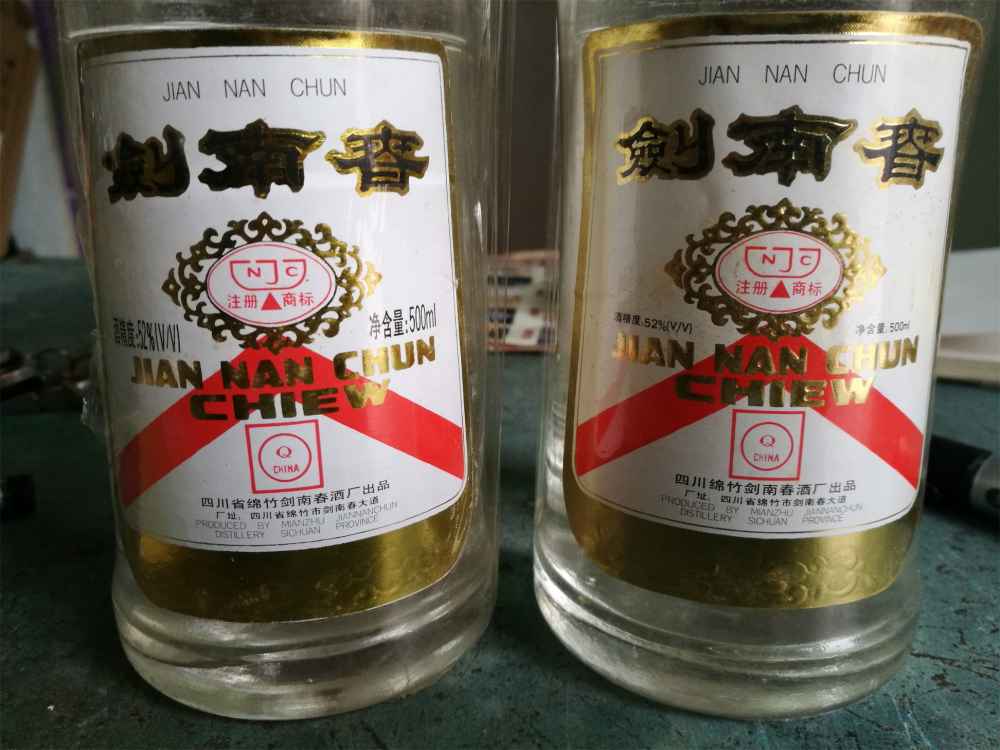 JIAN NAN CHUN
劍南春
NJC
注册 商标
酒精度:52%(V/V)
净含量:500ml
JIAN NAN CHUN
CHIEW
Q
CHINA
四川省绵竹剑南春酒厂出品
厂址:四川省绵竹市剑南春大道
PRODUCED BY MIANZHU JIANNANCHUN
DISTILLERY SICHUAN PROVINCE
JIAN NAN CHUN
劍南春
NJC
注册 商标
酒精度:52%(V/V)
净含量:500ml
JIAN NAN CHUN
CHIEW
Q
CHINA
四川绵竹剑南春酒厂出品
厂址:四川省绵竹市剑南春大道
PRODUCED BY MIANZHU JIANNANCHUN
DISTILLERY SICHUAN PROVINCE